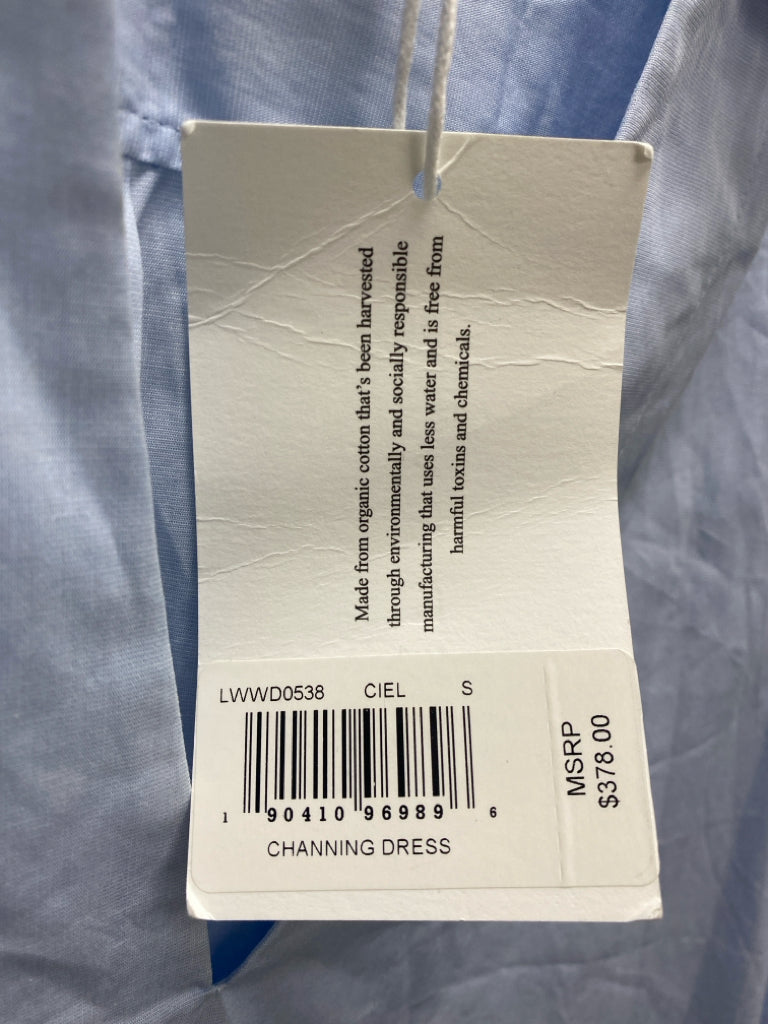 Made from organic cotton that's been harvested
through environmentally and socially responsible
manufacturing that uses less water and is free from
harmful toxins and chemicals.
LWWD0538 CIEL S
1 90410 96989 6
CHANNING DRESS
MSRP
$378.00